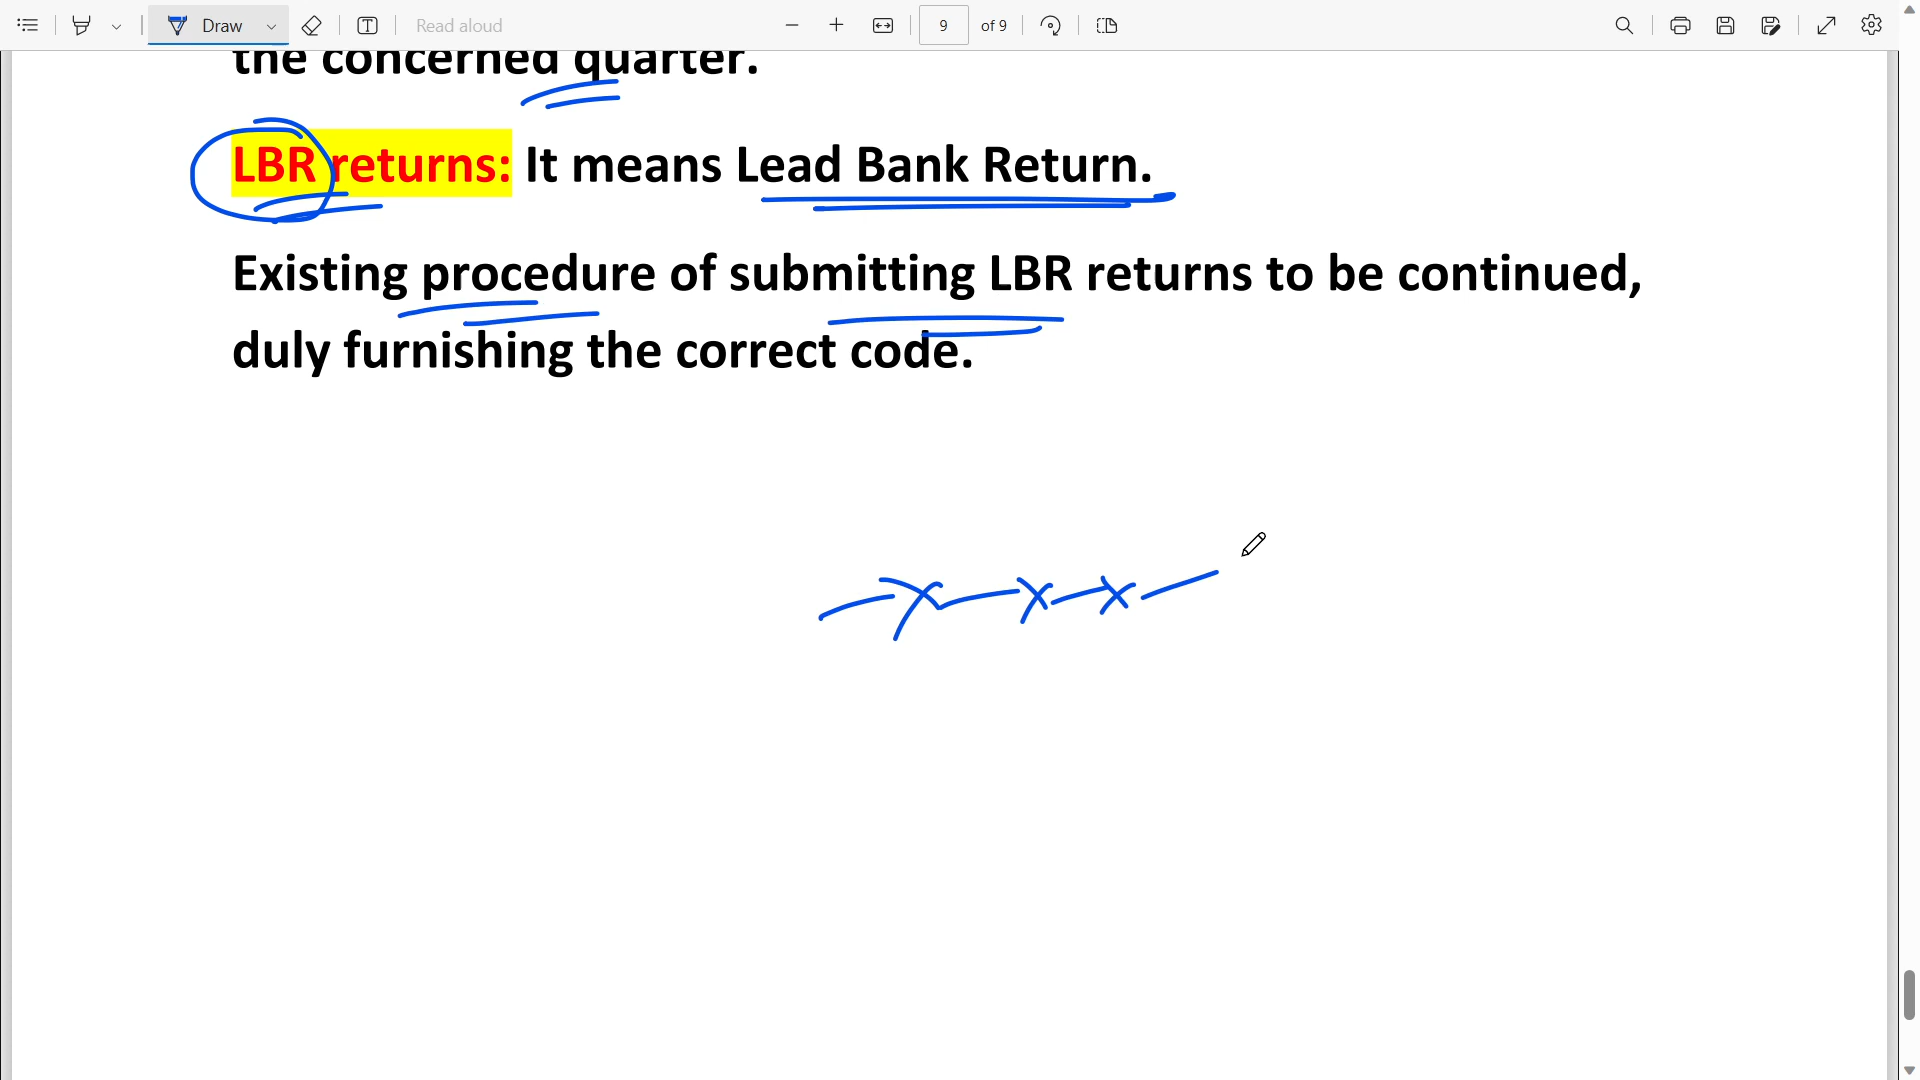 Draw
Read aloud
9 of 9
the concerned quarter.
LBR returns: It means Lead Bank Return.
Existing procedure of submitting LBR returns to be continued,
duly furnishing the correct code.